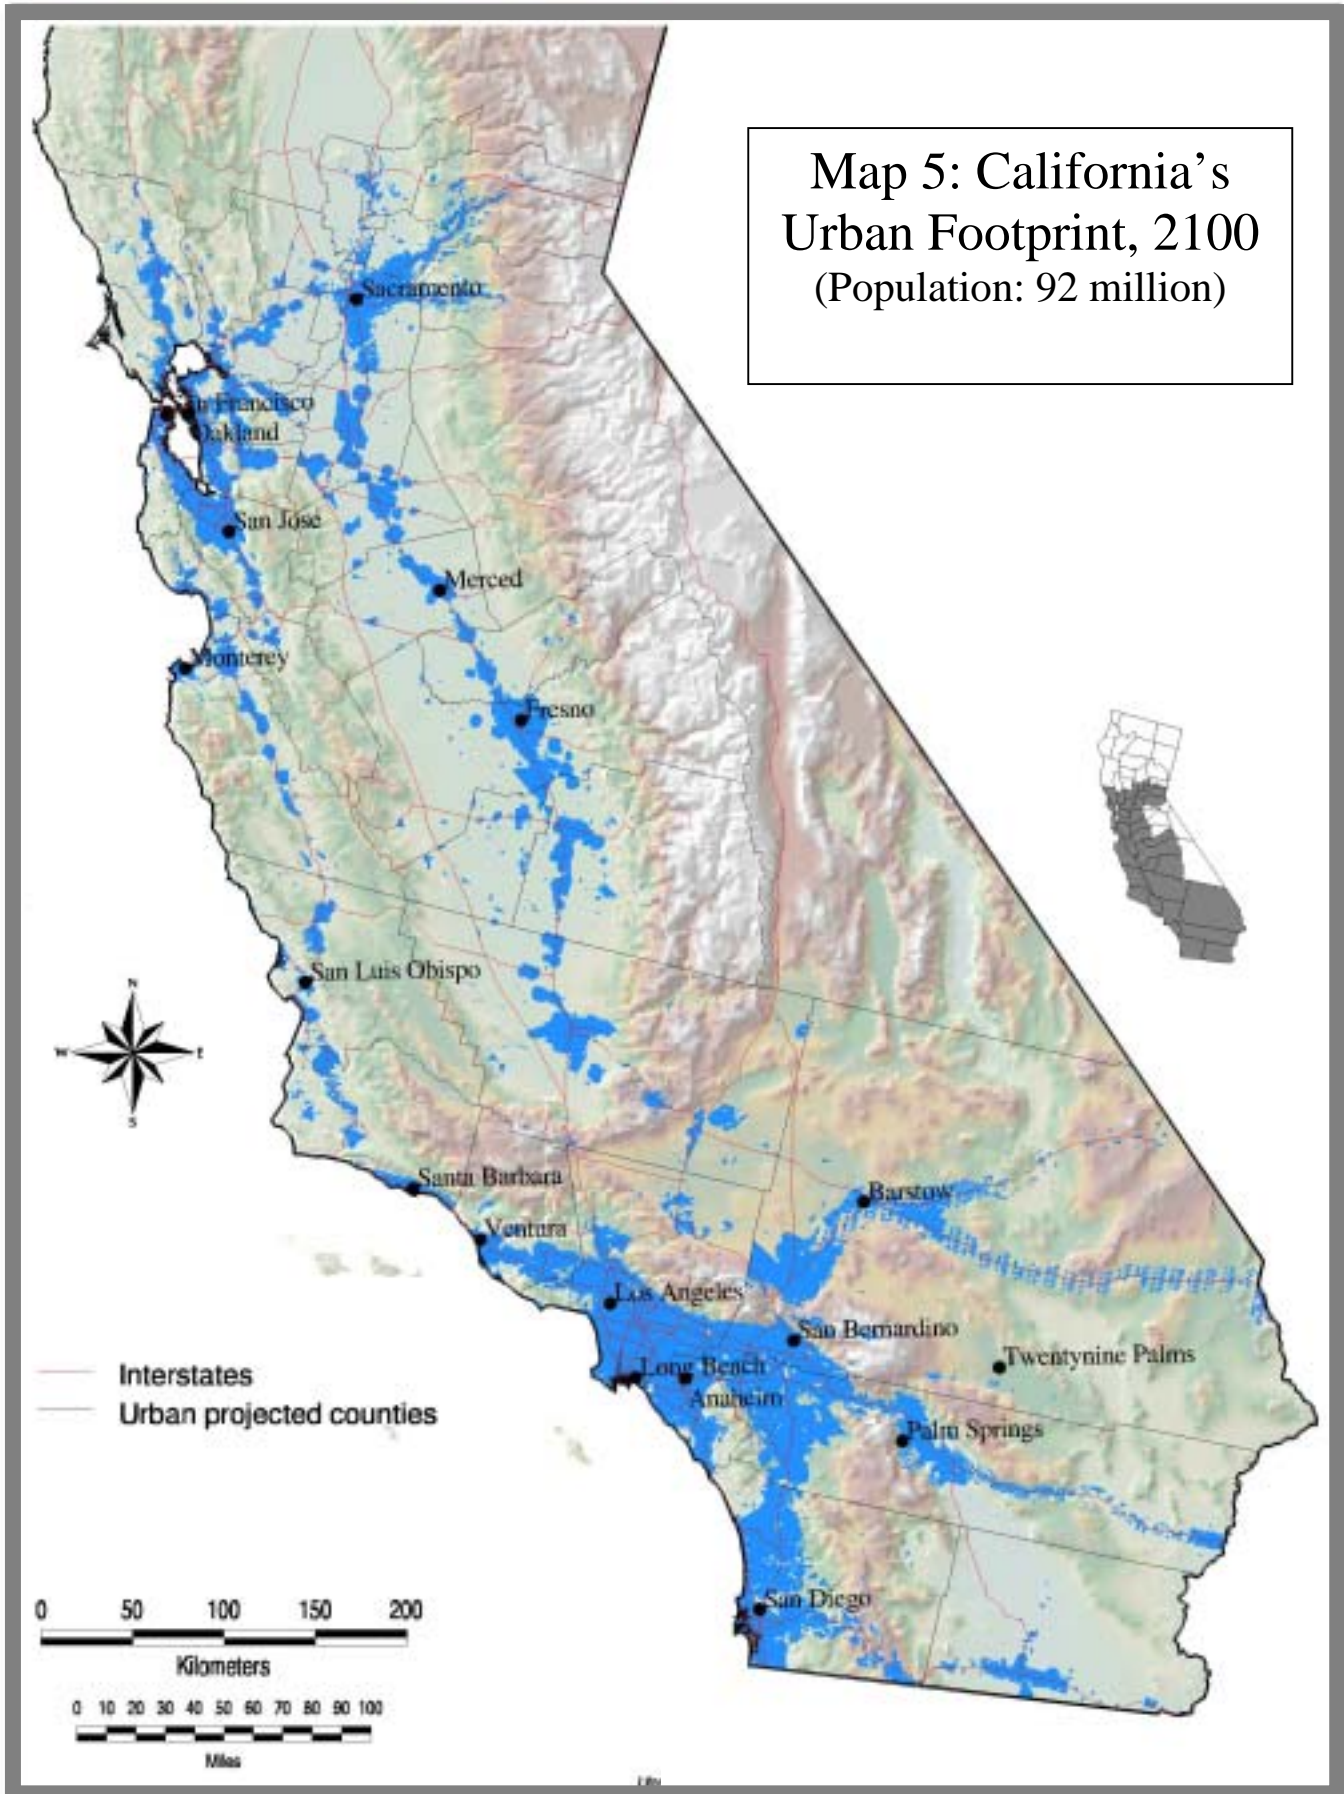 Map 5: California's
Urban Footprint, 2100
(Population: 92 million)
Sacramento
Francisco
Oakland
San Jose
Merced
Monterey
Fresno
San Luis Obispo
N
W
E
S
Santa Barbara
Barstow
Ventura
Los Angeles
San Bernardino
Twentynine Palms
Long Beach
Anaheim
Interstates
Urban projected counties
Palm Springs
San Diego
0 50 100 150 200
Kilometers
0 10 20 30 40 50 60 70 80 90 100
Miles